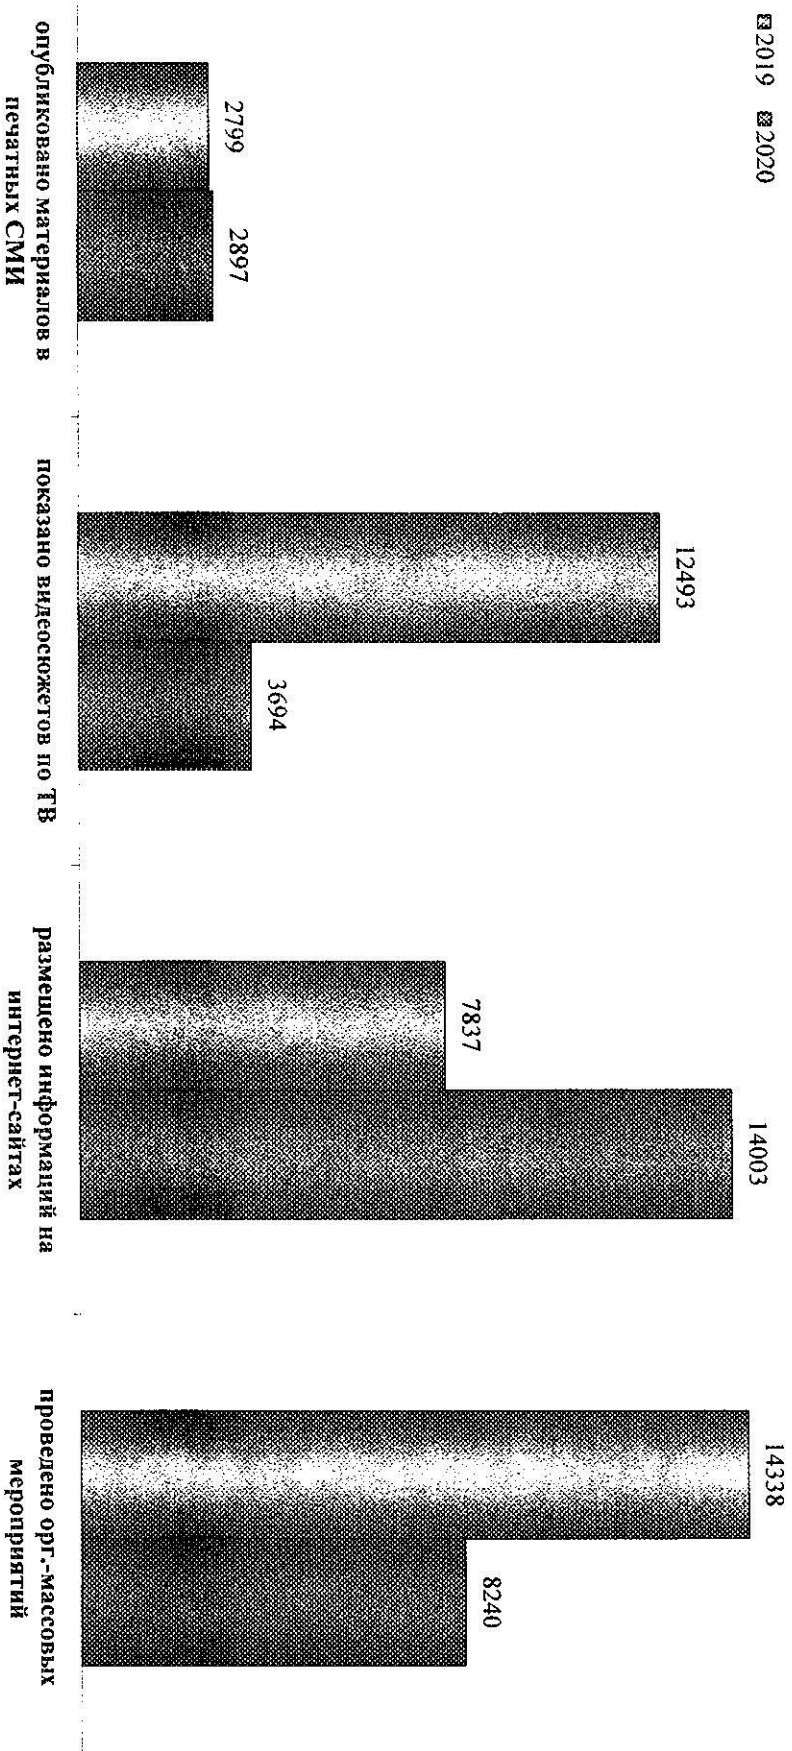 2019 2020
2799
2897
12493
3694
7837
14003
14338
8240
опубликовано материалов в
печатных СМИ
показано видеосюжетов по ТВ
размещено информаций на
интернет-сайтах
проведено орг.-массовых
мероприятий